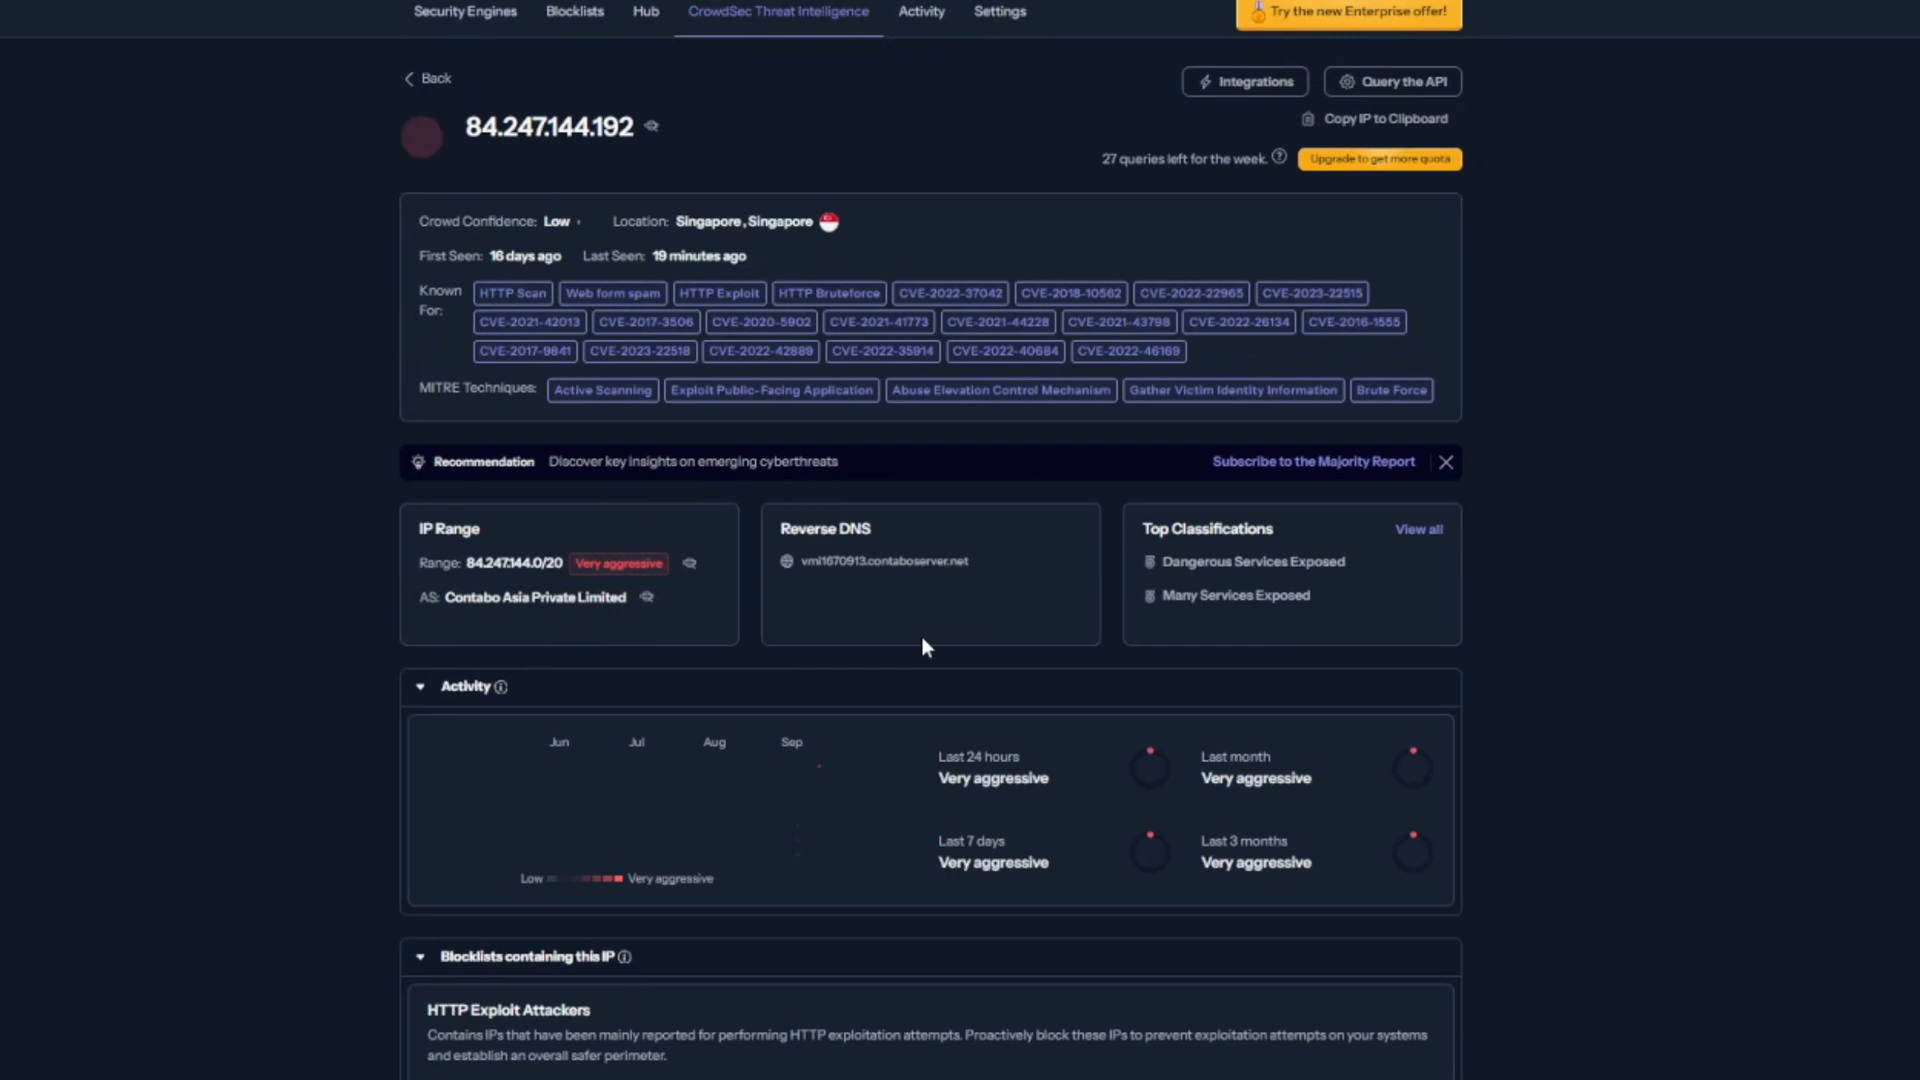 Security Engines Blocklists Hub CrowdSec Threat Intelligence Activity Settings Try the new Enterprise offer!
Back Integrations Query the API
84.247.144.192 Copy IP to Clipboard
27 queries left for the week. Upgrade to get more quota
Crowd Confidence: Low Location: Singapore, Singapore
First Seen: 16 days ago Last Seen: 19 minutes ago
Known For: HTTP Scan Web form spam HTTP Exploit HTTP Bruteforce CVE-2022-37042 CVE-2018-10562 CVE-2022-22965 CVE-2023-22515
CVE-2021-42013 CVE-2017-3506 CVE-2020-5902 CVE-2021-41773 CVE-2021-44228 CVE-2021-43798 CVE-2022-26134 CVE-2016-1555
CVE-2017-9841 CVE-2023-22518 CVE-2022-42889 CVE-2022-35914 CVE-2022-40684 CVE-2022-46169
MITRE Techniques: Active Scanning Exploit Public-Facing Application Abuse Elevation Control Mechanism Gather Victim Identity Information Brute Force
Recommendation Discover key insights on emerging cyberthreats Subscribe to the Majority Report
IP Range
Range: 84.247.144.0/20 Very aggressive
AS: Contabo Asia Private Limited
Reverse DNS
vmi1670913.contaboserver.net
Top Classifications View all
Dangerous Services Exposed
Many Services Exposed
Activity
Jun Jul Aug Sep
Low Very aggressive
Last 24 hours
Very aggressive
Last month
Very aggressive
Last 7 days
Very aggressive
Last 3 months
Very aggressive
Blocklists containing this IP
HTTP Exploit Attackers
Contains IPs that have been mainly reported for performing HTTP exploitation attempts. Proactively block these IPs to prevent exploitation attempts on your systems
and establish an overall safer perimeter.